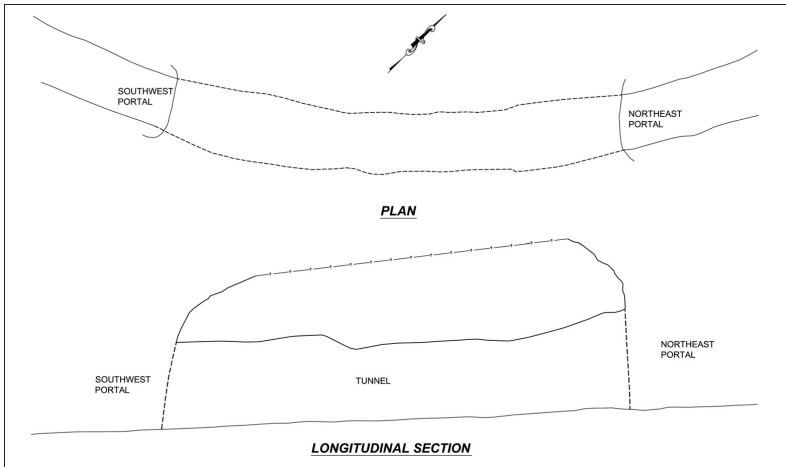 SOUTHWEST
PORTAL
NORTHEAST
PORTAL
PLAN
SOUTHWEST
PORTAL
TUNNEL
NORTHEAST
PORTAL
LONGITUDINAL SECTION